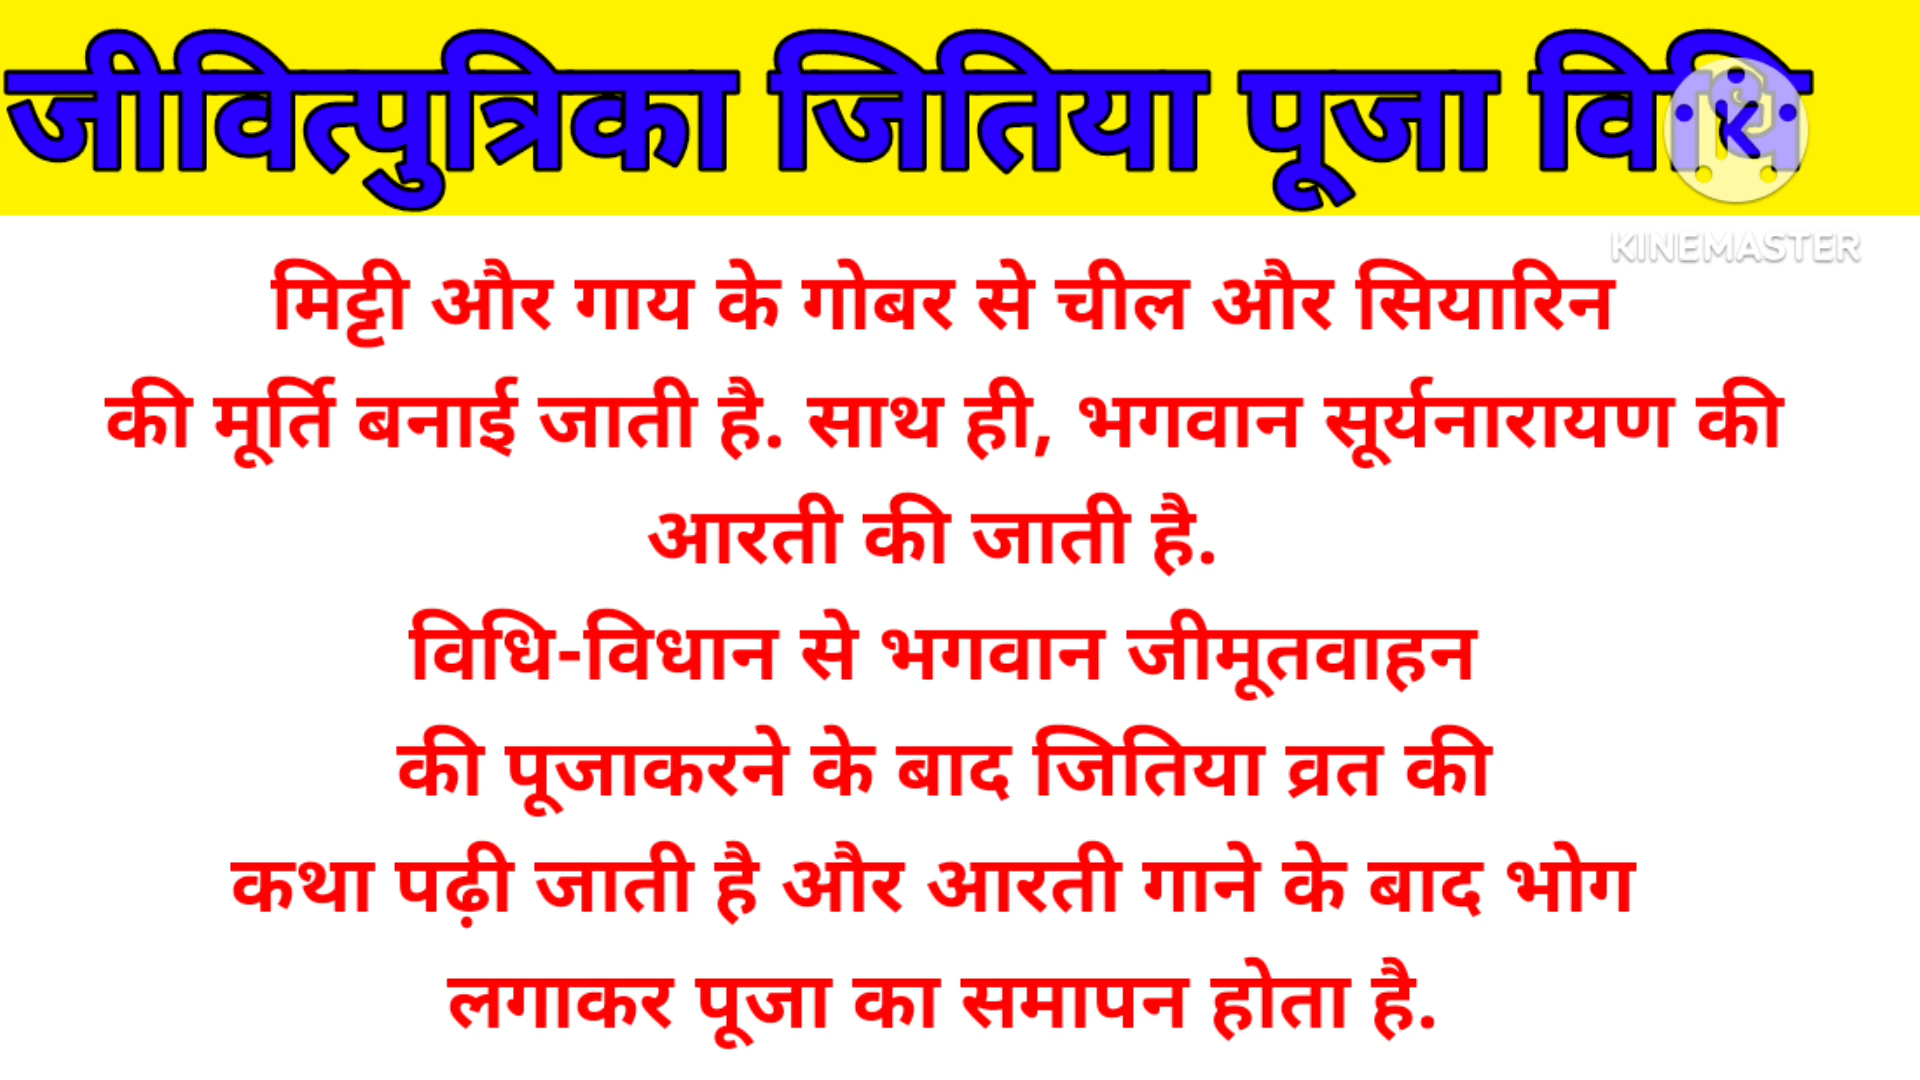 जीवित्पुत्रिका जितिया पूजा विधि
KINEMASTER
मिट्टी और गाय के गोबर से चील और सियारिन
की मूर्ति बनाई जाती है. साथ ही, भगवान सूर्यनारायण की
आरती की जाती है.
विधि-विधान से भगवान जीमूतवाहन
की पूजाकरने के बाद जितिया व्रत की
कथा पढ़ी जाती है और आरती गाने के बाद भोग
लगाकर पूजा का समापन होता है.